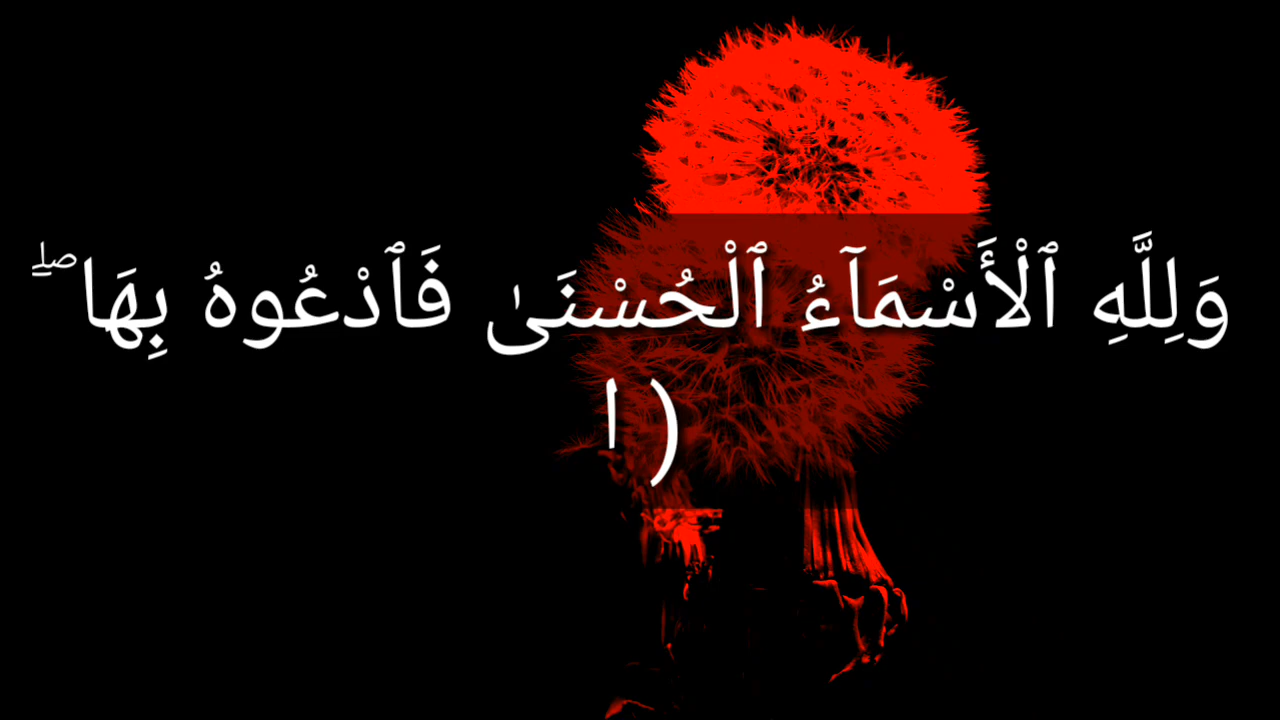 وَلِلَّهِ ٱلْأَسْمَآءُ ٱلْحُسْنَىٰ فَٱدْعُوهُ بِهَا ۖ
(ا